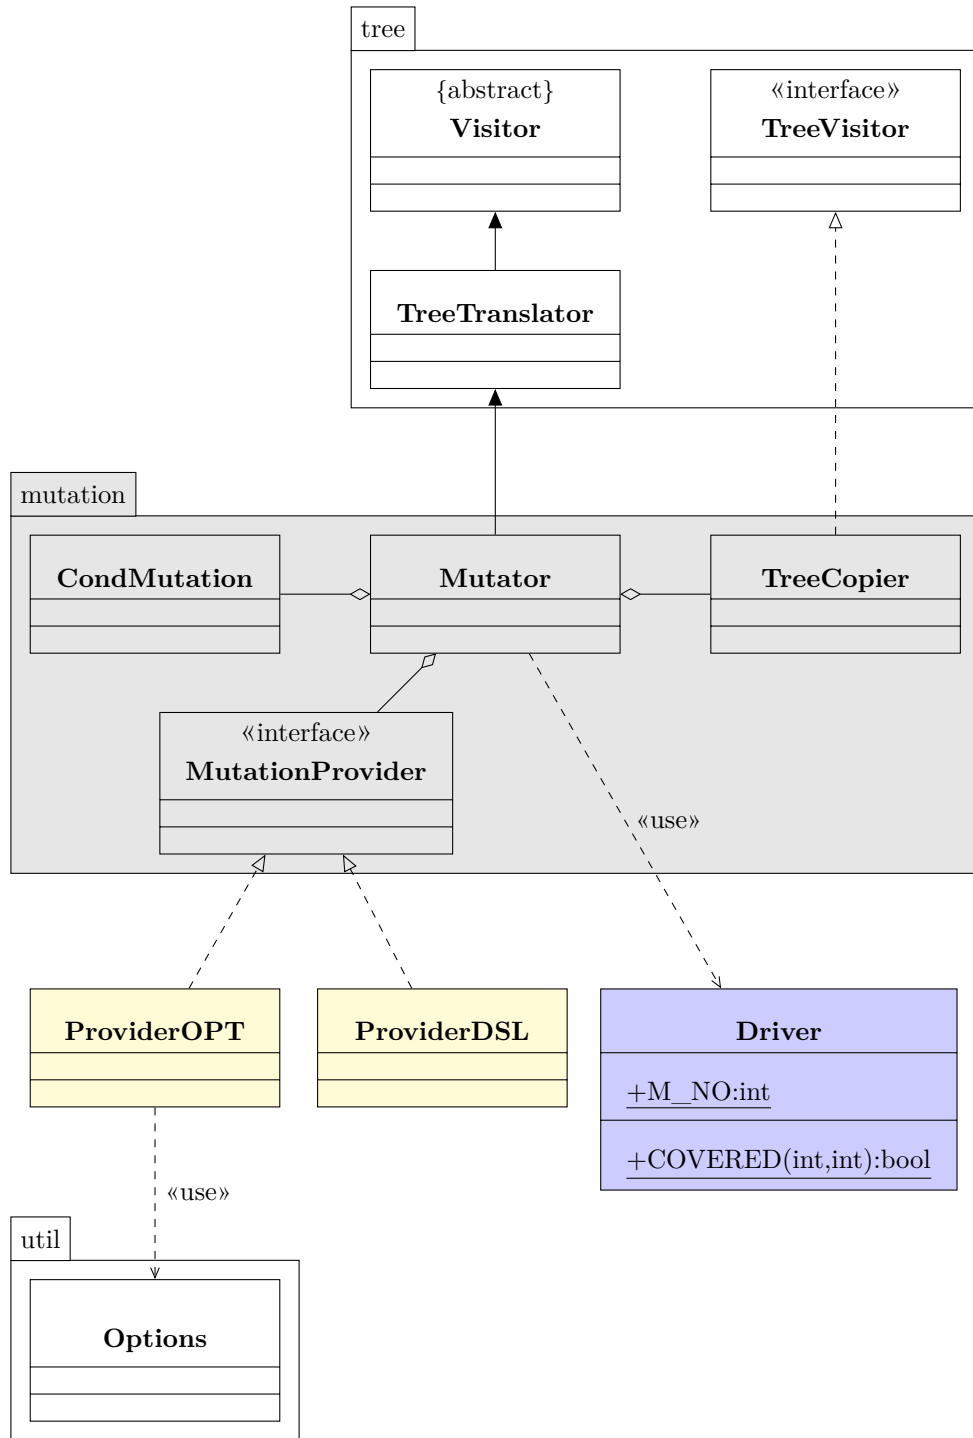 tree
{abstract}
Visitor
«interface»
TreeVisitor
TreeTranslator
mutation
CondMutation
Mutator
TreeCopier
«interface»
MutationProvider
«use»
ProviderOPT
ProviderDSL
Driver
+M_NO:int
+COVERED(int,int):bool
«use»
util
Options